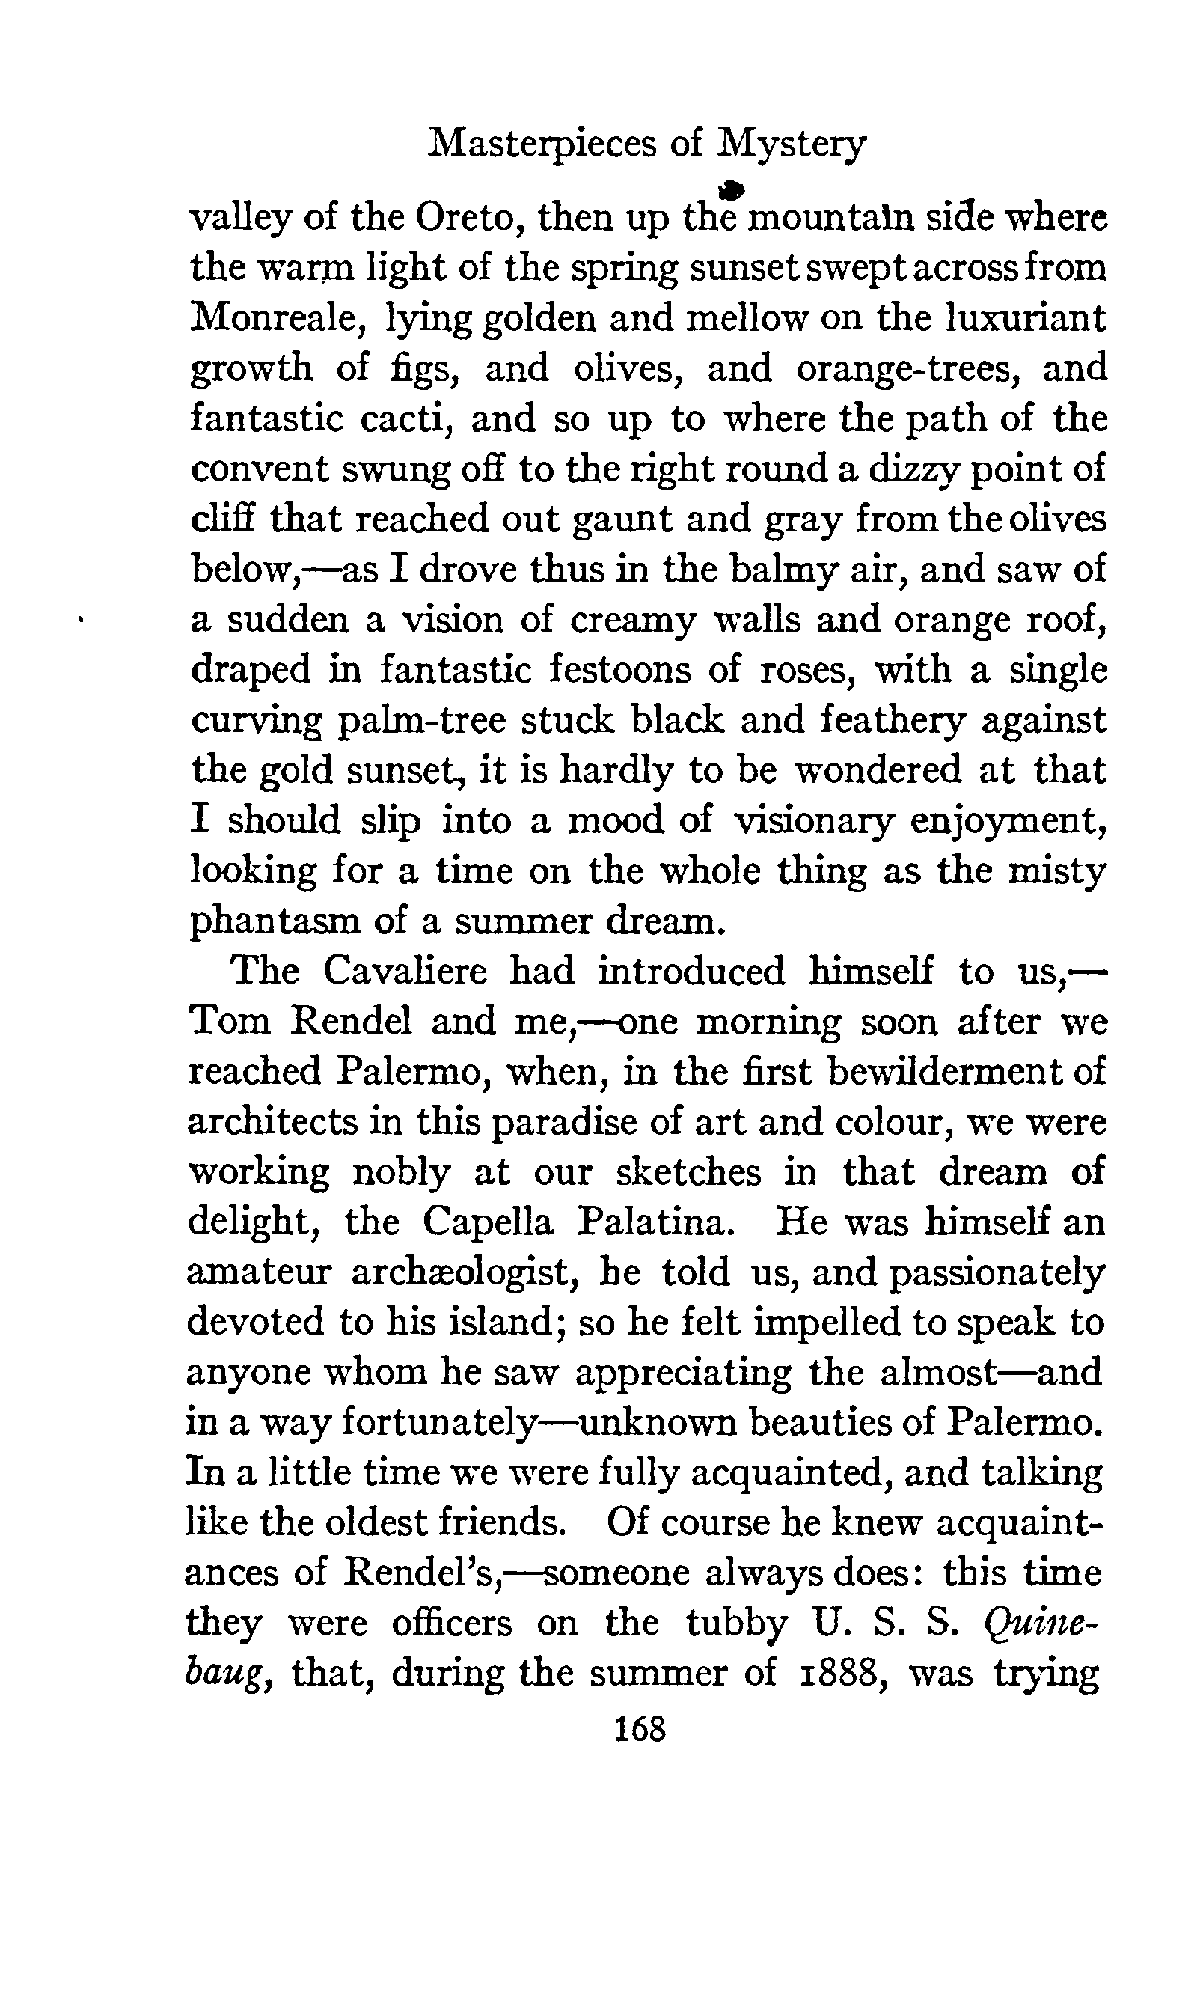 Masterpieces of Mystery
valley of the Oreto, then up the mountain side where
the warm light of the spring sunset swept across from
Monreale, lying golden and mellow on the luxuriant
growth of figs, and olives, and orange-trees, and
fantastic cacti, and so up to where the path of the
convent swung off to the right round a dizzy point of
cliff that reached out gaunt and gray from the olives
below,—as I drove thus in the balmy air, and saw of
a sudden a vision of creamy walls and orange roof,
draped in fantastic festoons of roses, with a single
curving palm-tree stuck black and feathery against
the gold sunset, it is hardly to be wondered at that
I should slip into a mood of visionary enjoyment,
looking for a time on the whole thing as the misty
phantasm of a summer dream.
The Cavaliere had introduced himself to us,—
Tom Rendel and me,—one morning soon after we
reached Palermo, when, in the first bewilderment of
architects in this paradise of art and colour, we were
working nobly at our sketches in that dream of
delight, the Capella Palatina. He was himself an
amateur archæologist, he told us, and passionately
devoted to his island; so he felt impelled to speak to
anyone whom he saw appreciating the almost—and
in a way fortunately—unknown beauties of Palermo.
In a little time we were fully acquainted, and talking
like the oldest friends. Of course he knew acquaint-
ances of Rendel's,—someone always does: this time
they were officers on the tubby U. S. S. Quine-
baug, that, during the summer of 1888, was trying
168